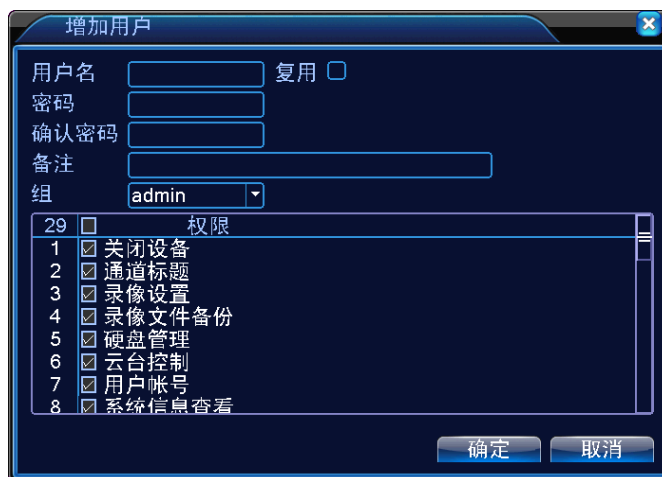 增加用户
用户名 复用
密码
确认密码
备注
组 admin
29 权限
1 关闭设备
2 通道标题
3 录像设置
4 录像文件备份
5 硬盘管理
6 云台控制
7 用户帐号
8 系统信息查看
确定 取消